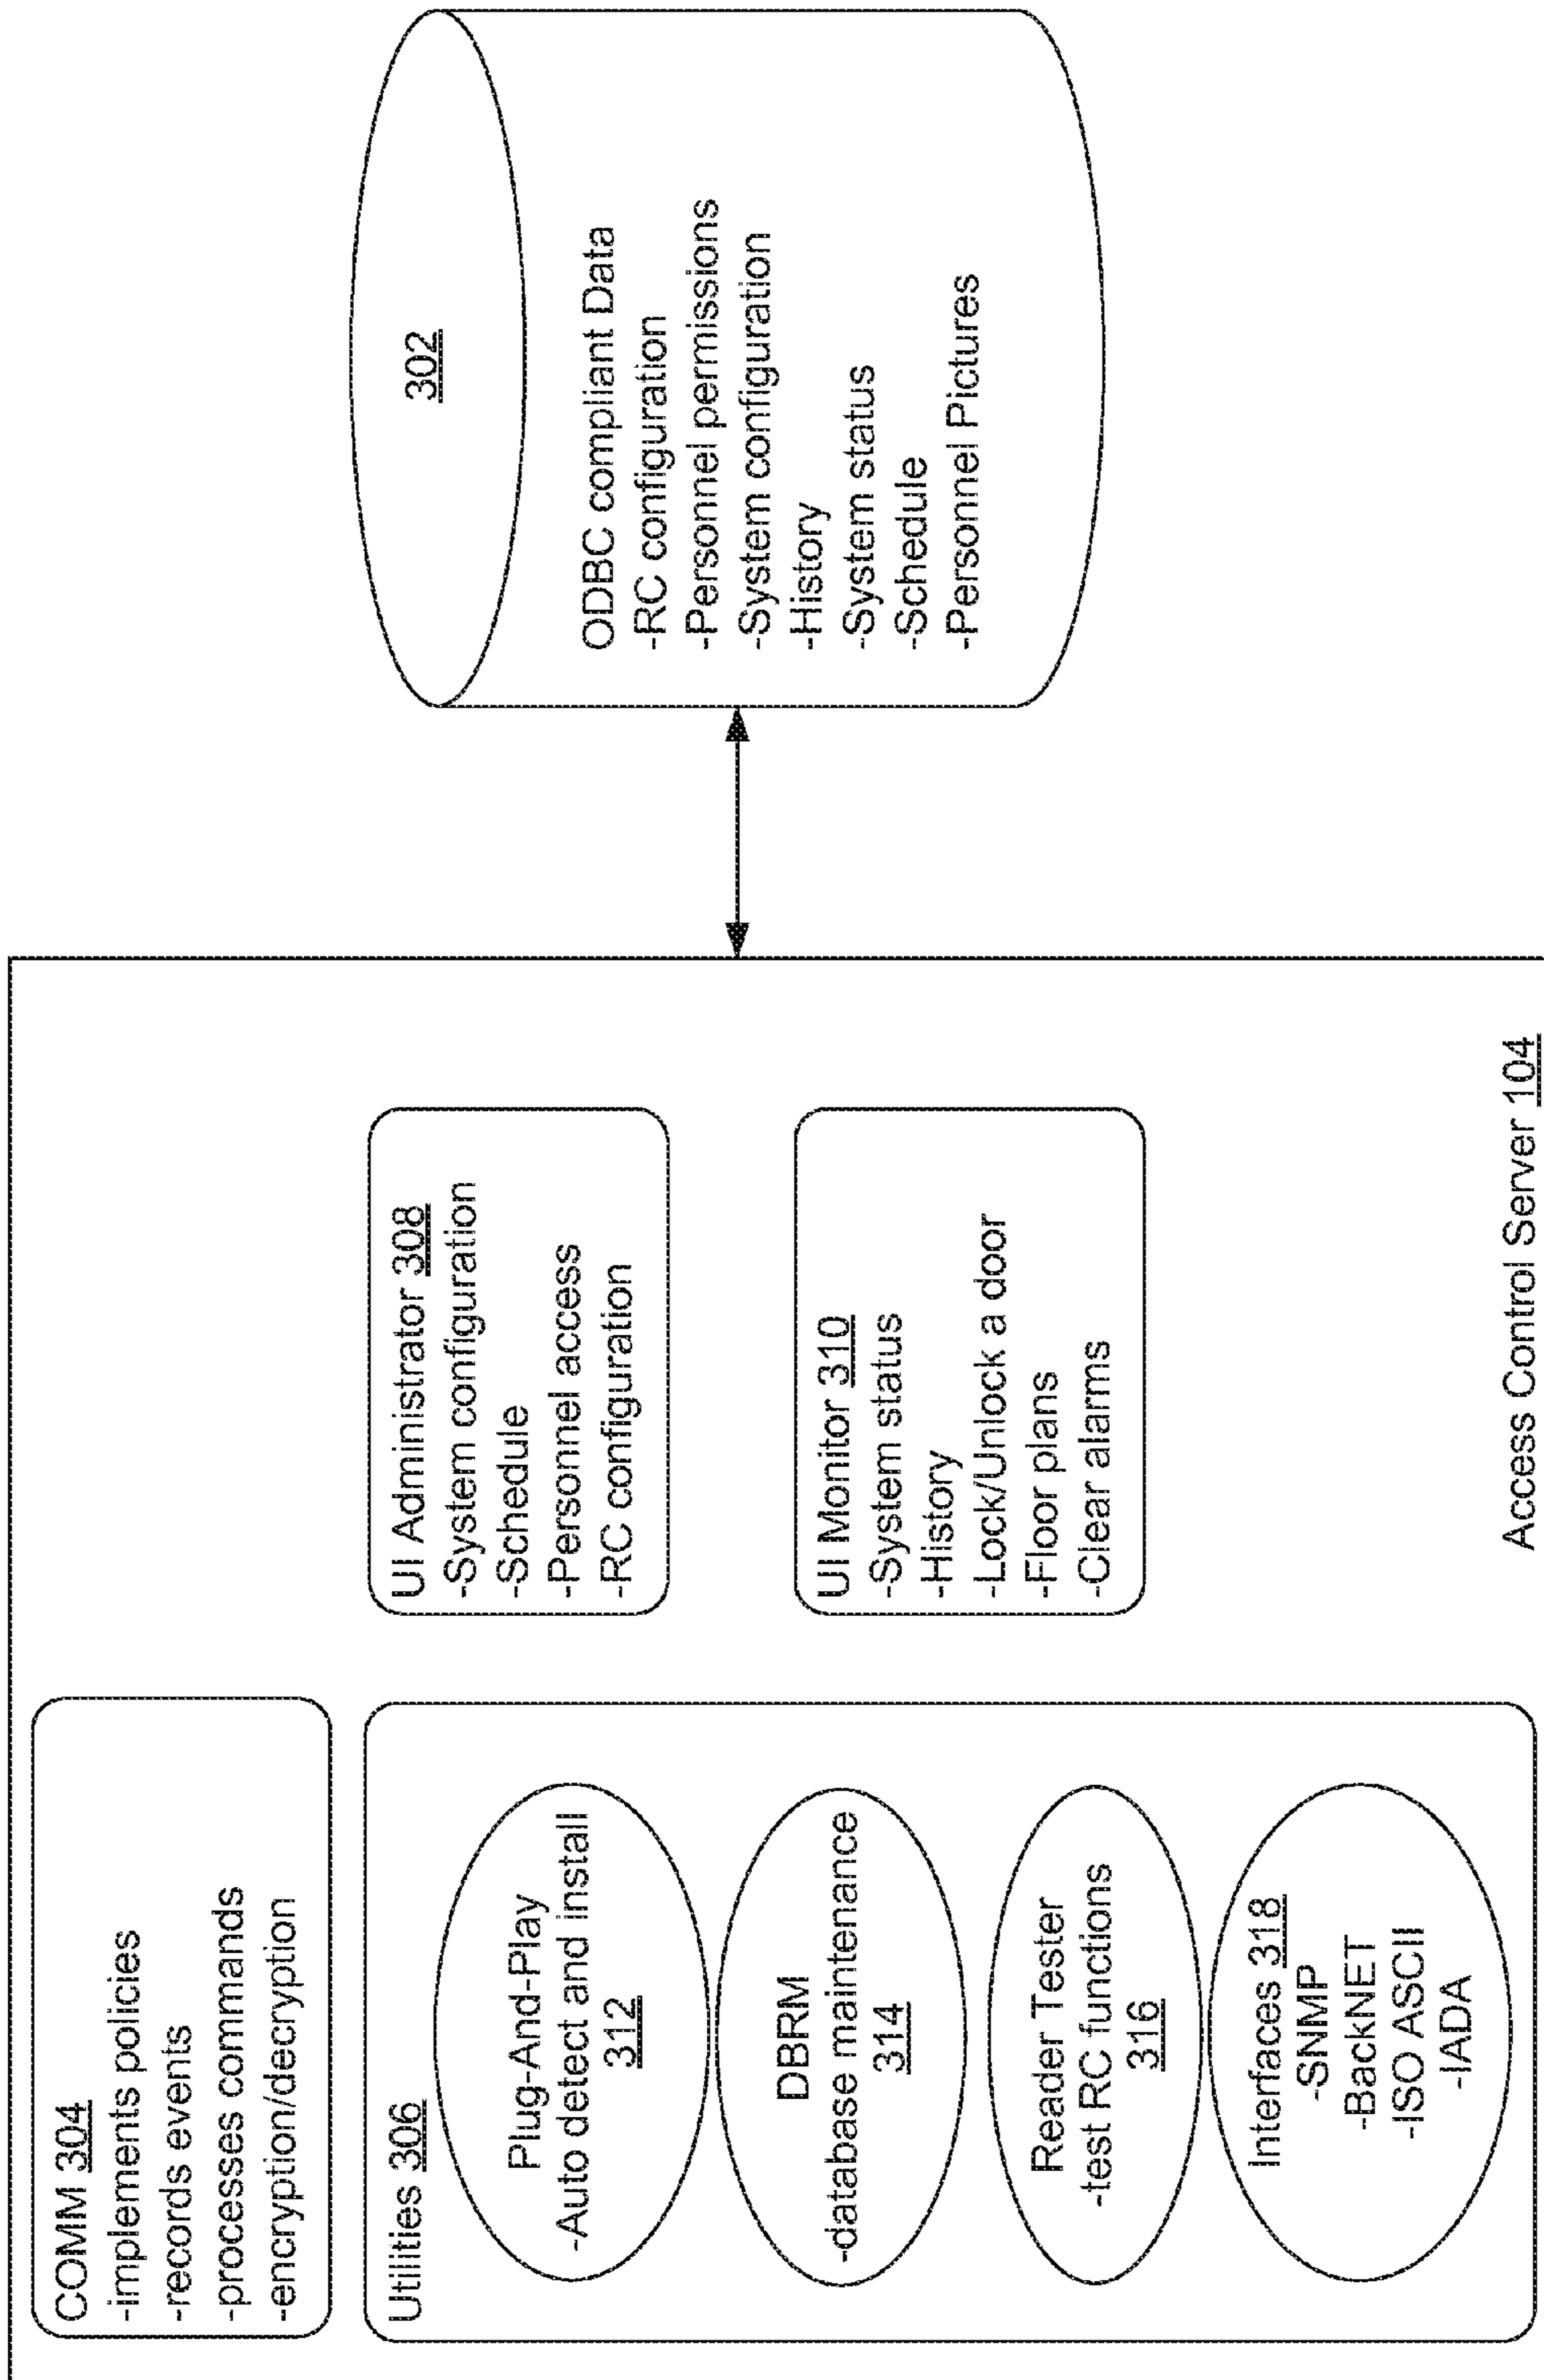 COMM 304
-implements policies
-records events
-processes commands
-encryption/decryption
Utilities 306
Plug-And-Play
-Auto detect and install
312
DBRM
-database maintenance
314
Reader Tester
-test RC functions
316
Interfaces 318
-SNMP
-BackNET
-ISO ASCII
-IADA
UI Administrator 308
-System configuration
-Schedule
-Personnel access
-RC configuration
UI Monitor 310
-System status
-History
-Lock/Unlock a door
-Floor plans
-Clear alarms
Access Control Server 104
302
ODBC compliant Data
-RC configuration
-Personnel permissions
-System configuration
-History
-System status
-Schedule
-Personnel Pictures